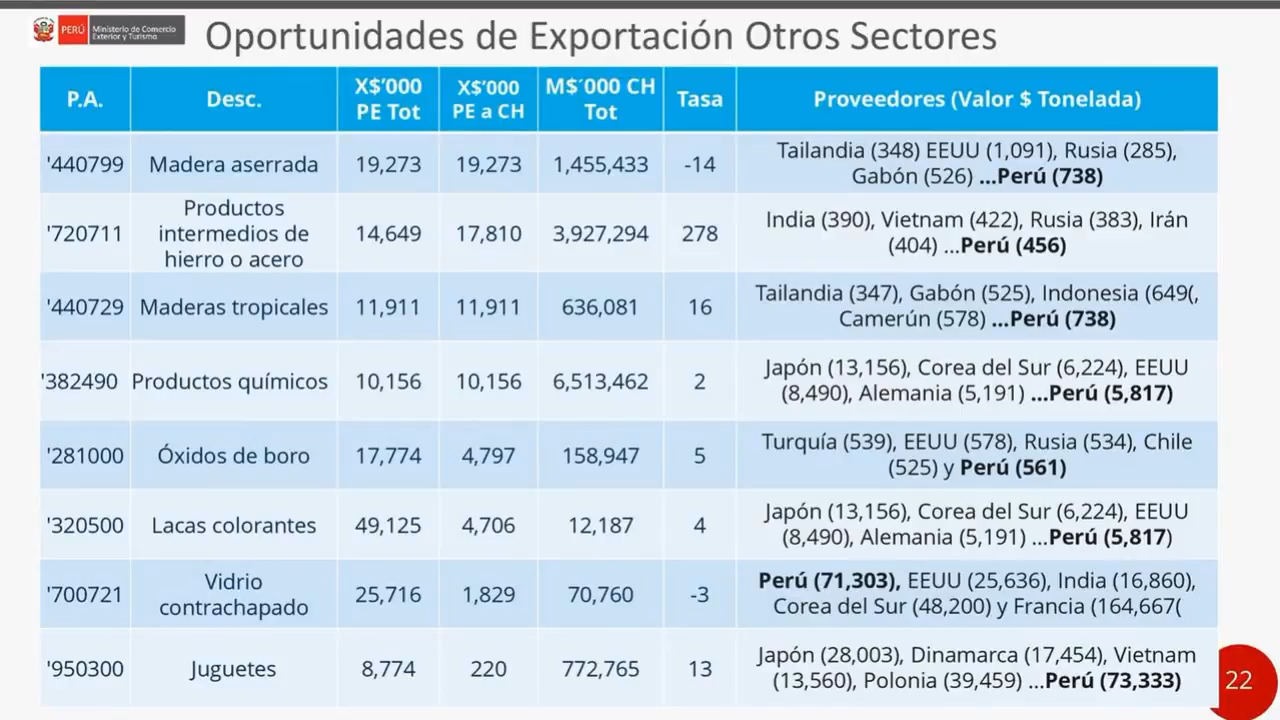 PERÚ
Ministerio de Comercio
Exterior y Turismo
Oportunidades de Exportación Otros Sectores
P.A.
Desc.
X$'000
PE Tot
X$'000
PE a CH
M$´000 CH
Tot
Tasa
Proveedores (Valor $ Tonelada)
'440799
Madera aserrada
19,273
19,273
1,455,433
-14
Tailandia (348) EEUU (1,091), Rusia (285),
Gabón (526) ...Perú (738)
'720711
Productos
intermedios de
hierro o acero
14,649
17,810
3,927,294
278
India (390), Vietnam (422), Rusia (383), Irán
(404) ...Perú (456)
'440729
Maderas tropicales
11,911
11,911
636,081
16
Tailandia (347), Gabón (525), Indonesia (649(,
Camerún (578) ...Perú (738)
'382490
Productos químicos
10,156
10,156
6,513,462
2
Japón (13,156), Corea del Sur (6,224), EEUU
(8,490), Alemania (5,191) ...Perú (5,817)
'281000
Óxidos de boro
17,774
4,797
158,947
5
Turquía (539), EEUU (578), Rusia (534), Chile
(525) y Perú (561)
'320500
Lacas colorantes
49,125
4,706
12,187
4
Japón (13,156), Corea del Sur (6,224), EEUU
(8,490), Alemania (5,191) ...Perú (5,817)
'700721
Vidrio
contrachapado
25,716
1,829
70,760
-3
Perú (71,303), EEUU (25,636), India (16,860),
Corea del Sur (48,200) y Francia (164,667(
'950300
Juguetes
8,774
220
772,765
13
Japón (28,003), Dinamarca (17,454), Vietnam
(13,560), Polonia (39,459) ...Perú (73,333)
22